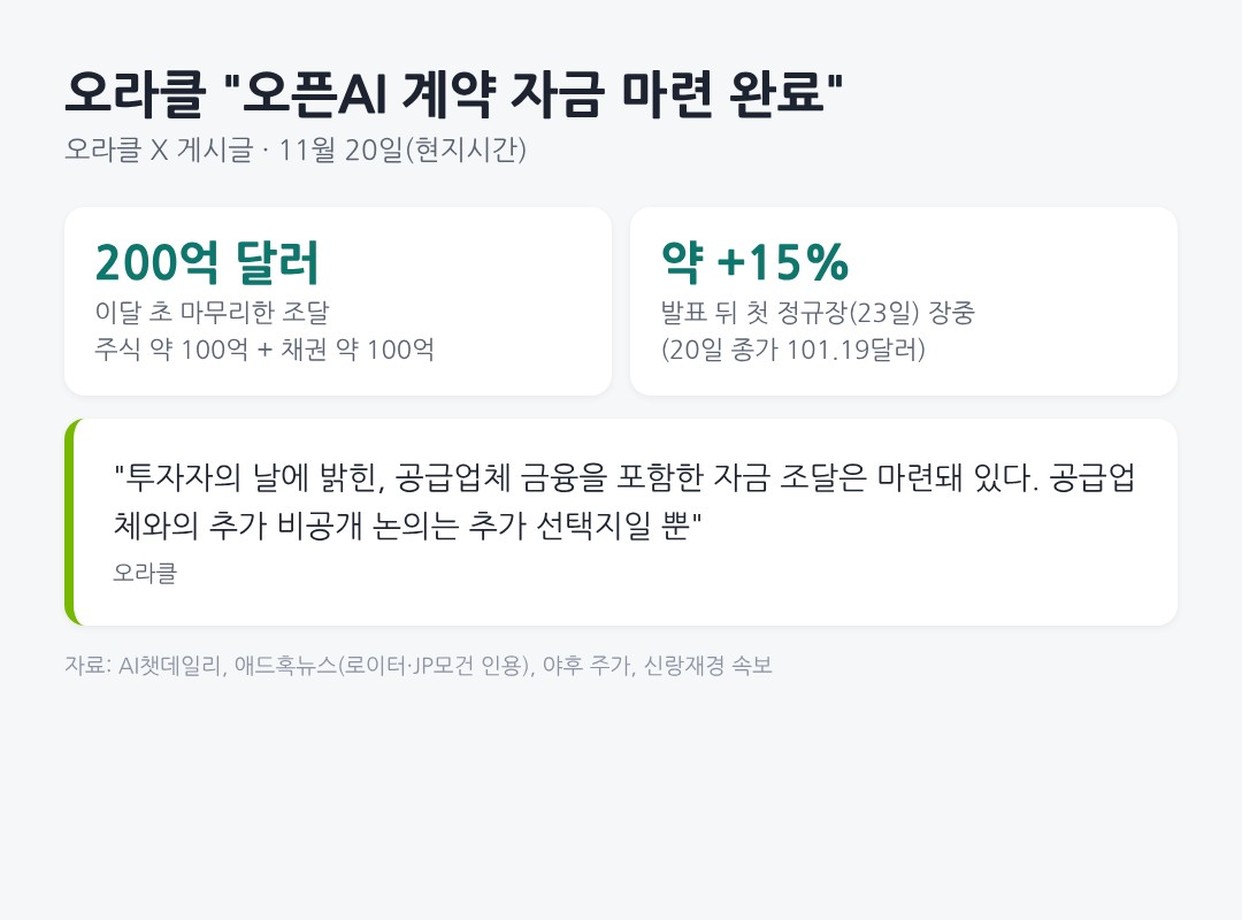 오라클 "오픈AI 계약 자금 마련 완료"
오라클 X 게시글 · 11월 20일(현지시간)
200억 달러
이달 초 마무리한 조달
주식 약 100억 + 채권 약 100억
약 +15%
발표 뒤 첫 정규장(23일) 장중
(20일 종가 101.19달러)
"투자자의 날에 밝힌, 공급업체 금융을 포함한 자금 조달은 마련돼 있다. 공급업
체와의 추가 비공개 논의는 추가 선택지일 뿐"
오라클
자료: AI챗데일리, 애드혹뉴스(로이터·JP모건 인용), 야후 주가, 신랑재경 속보